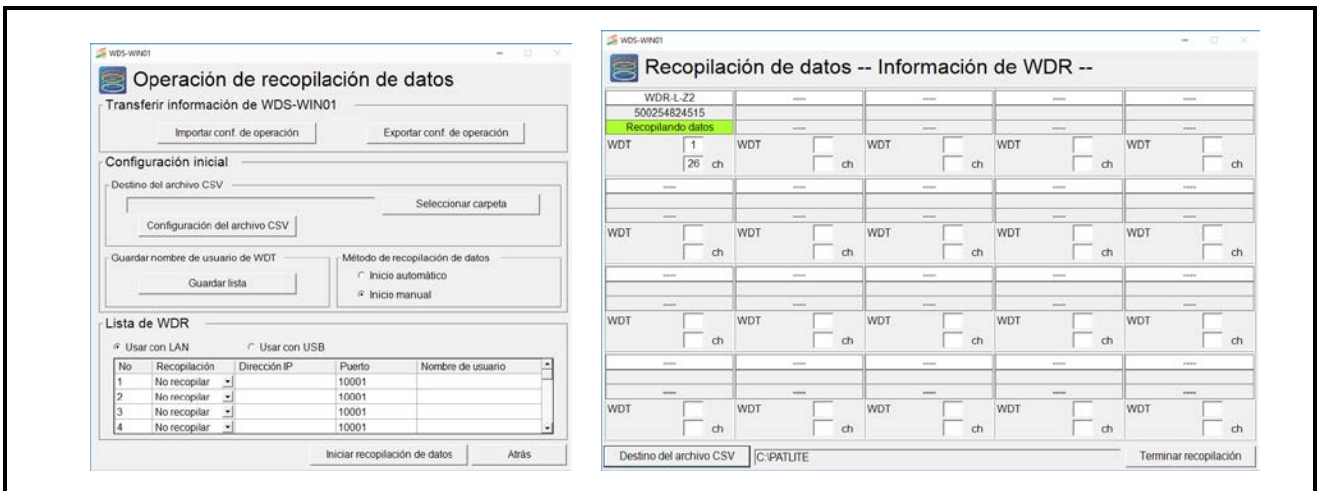 WDS-WIN01
Operación de recopilación de datos
Transferir información de WDS-WIN01
Importar conf. de operación
Exportar conf. de operación
Configuración inicial
Destino del archivo CSV
Seleccionar carpeta
Configuración del archivo CSV
Guardar nombre de usuario de WDT
Método de recopilación de datos
Guardar lista
Inicio automático
Inicio manual
Lista de WDR
Usar con LAN Usar con USB
No Recopilación Dirección IP Puerto Nombre de usuario
1 No recopilar 10001
2 No recopilar 10001
3 No recopilar 10001
4 No recopilar 10001
Iniciar recopilación de datos Atrás
WDS-WIN01
Recopilación de datos -- Información de WDR --
WDR-L-Z2 ---- ---- ---- ----
500254824515
Recopilando datos ---- ---- ---- ----
WDT 1 WDT WDT WDT WDT
26 ch ch ch ch ch
---- ---- ---- ---- ----
---- ---- ---- ---- ----
WDT WDT WDT WDT WDT
ch ch ch ch ch
---- ---- ---- ---- ----
---- ---- ---- ---- ----
WDT WDT WDT WDT WDT
ch ch ch ch ch
---- ---- ---- ---- ----
---- ---- ---- ---- ----
WDT WDT WDT WDT WDT
ch ch ch ch ch
Destino del archivo CSV C:\PATLITE Terminar recopilación